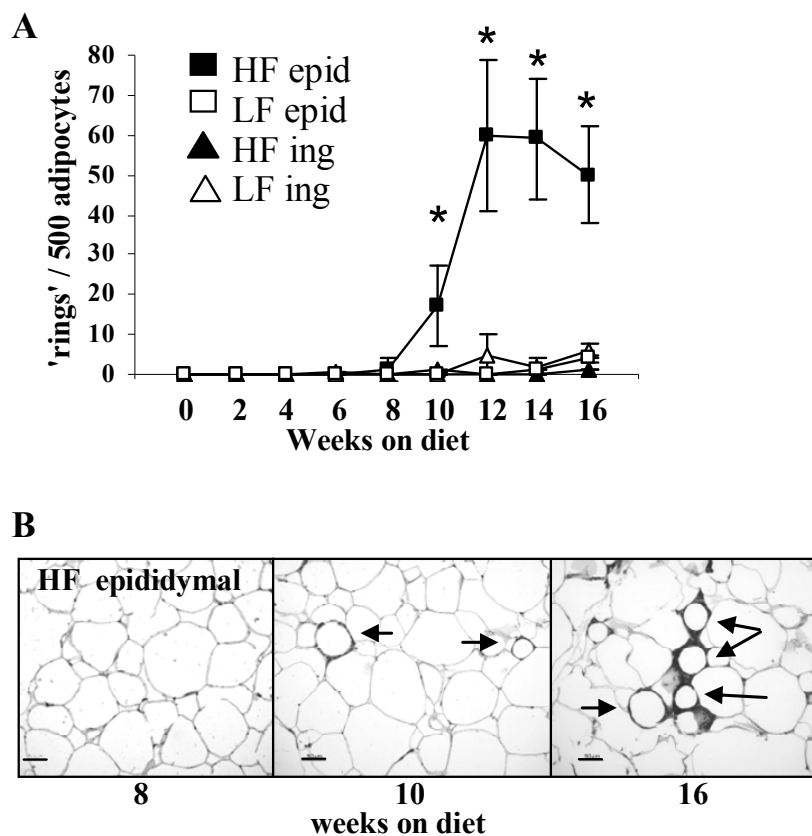 A
'rings' / 500 adipocytes
80
70
60
50
40
30
20
10
0
HF epid
LF epid
HF ing
LF ing
*
*
*
*
0 2 4 6 8 10 12 14 16
Weeks on diet
B
HF epididymal
8 10 16
weeks on diet